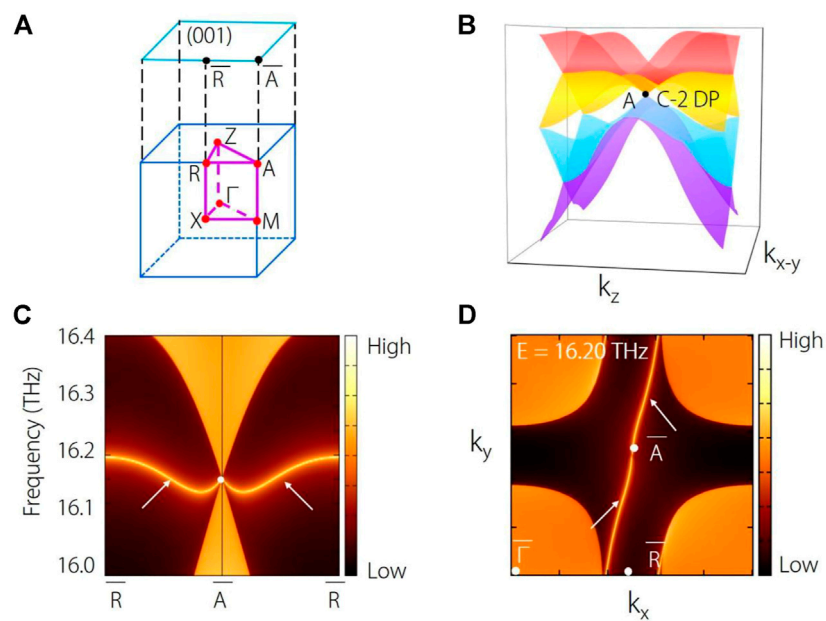 A
(001)
R
A
Z
R
A
Γ
X
M
B
A
C-2 DP
k_z
k_x-y
C
Frequency (THz)
16.4
16.3
16.2
16.1
16.0
R
A
R
High
Low
D
E = 16.20 THz
A
Γ
R
k_y
k_x
High
Low